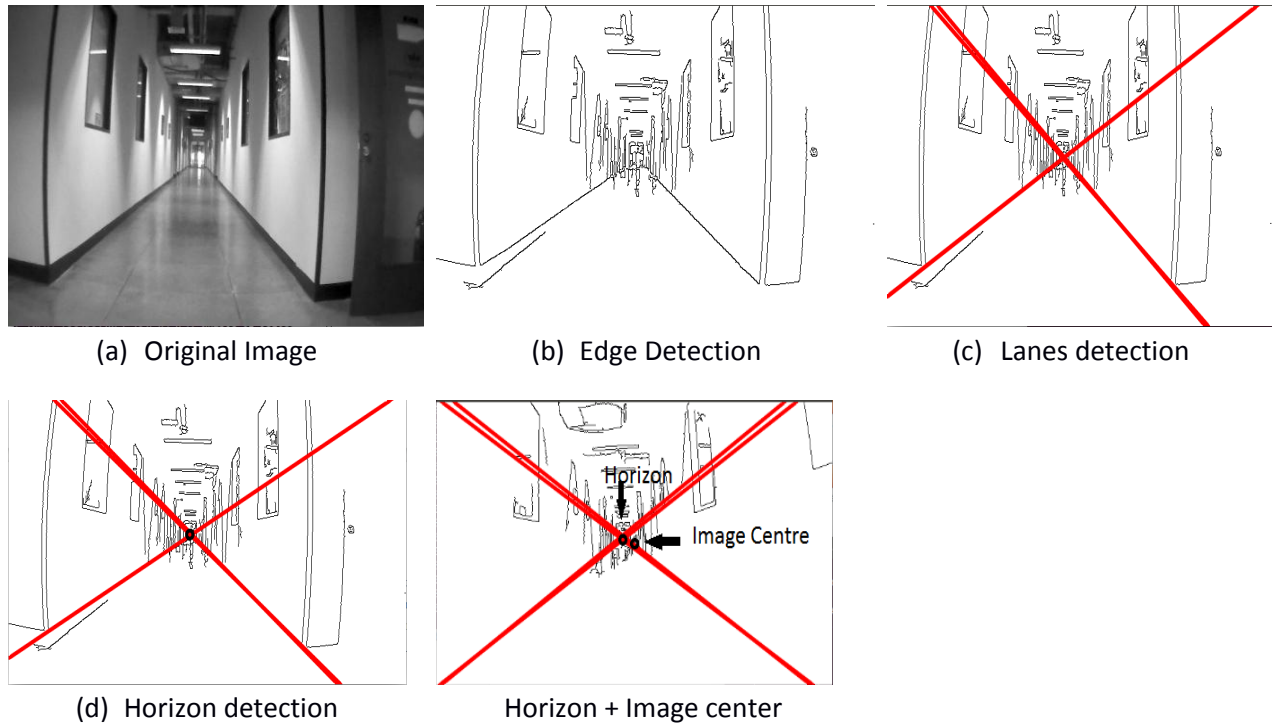 (a) Original Image
(b) Edge Detection
(c) Lanes detection
Horizon
Image Centre
(d) Horizon detection
Horizon + Image center